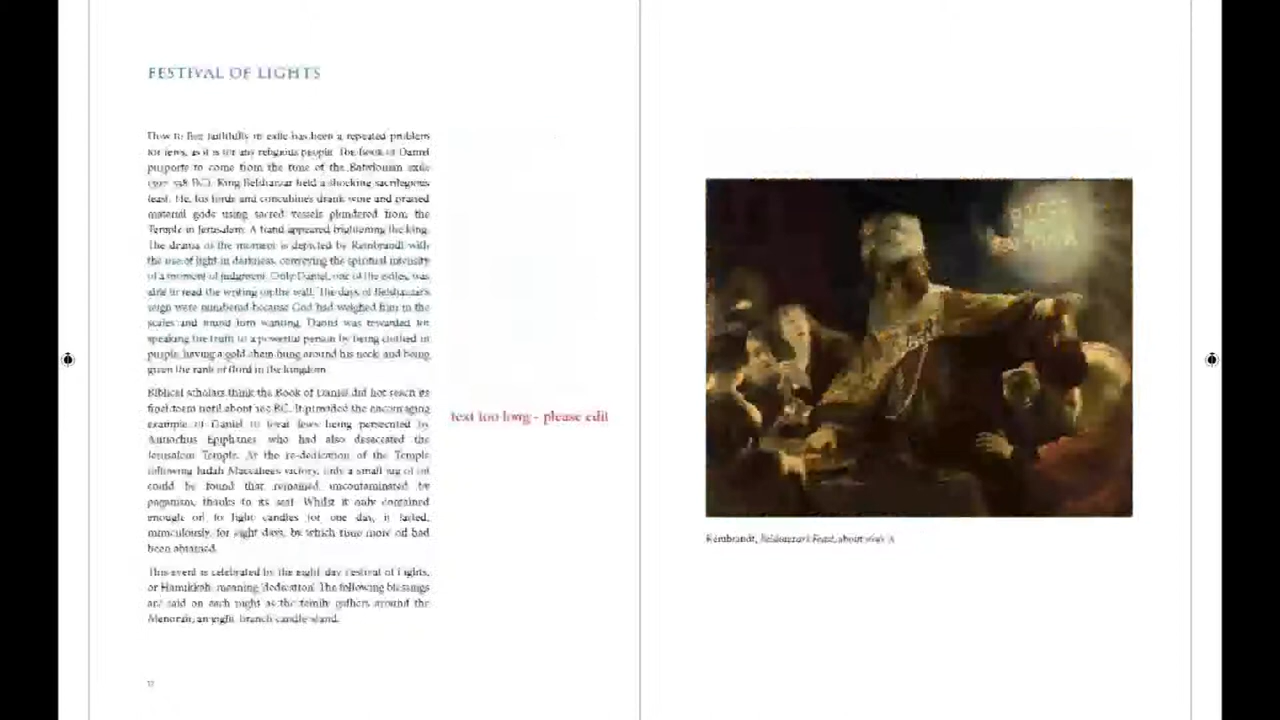 FESTIVAL OF LIGHTS
How to live faithfully in exile has been a repeated problem
for Jews, as it is for any religious people. The Book of Daniel
purports to come from the time of the Babylonian exile
BC). King Belshazzar held a shocking sacrilegious
feast. He, his lords and concubines drank wine and praised
material gods using sacred vessels plundered from the
Temple in Jerusalem. A hand appeared frightening the king.
The drama of the moment is depicted by Rembrandt with
the use of light in darkness, conveying the spiritual intensity
of a moment of judgment. Only Daniel, one of the exiles, was
able to read the writing on the wall. The days of Belshazzar's
reign were numbered because God had weighed him in the
scales and found him wanting. Daniel was rewarded for
speaking the truth to a powerful person by being clothed in
purple, having a gold chain hung around his neck and being
given the rank of third in the kingdom.
Biblical scholars think the Book of Daniel did not reach its
final form until about BC. It provided the encouraging
example of Daniel to loyal Jews being persecuted by
Antiochus Epiphanes who had also desecrated the
Jerusalem Temple. At the re-dedication of the Temple
following Judah Maccabees victory, only a small jug of oil
could be found that remained uncontaminated by
paganism, thanks to its seal. Whilst it only contained
enough oil to light candles for one day, it lasted,
miraculously, for eight days, by which time more oil had
been obtained.
This event is celebrated by the eight-day Festival of Lights,
or Hanukkah, meaning 'dedication'. The following blessings
are said on each night as the family gathers around the
Menorah, an eight-branch candle-stand.
text too long - please edit
Rembrandt, Belshazzar's Feast, about